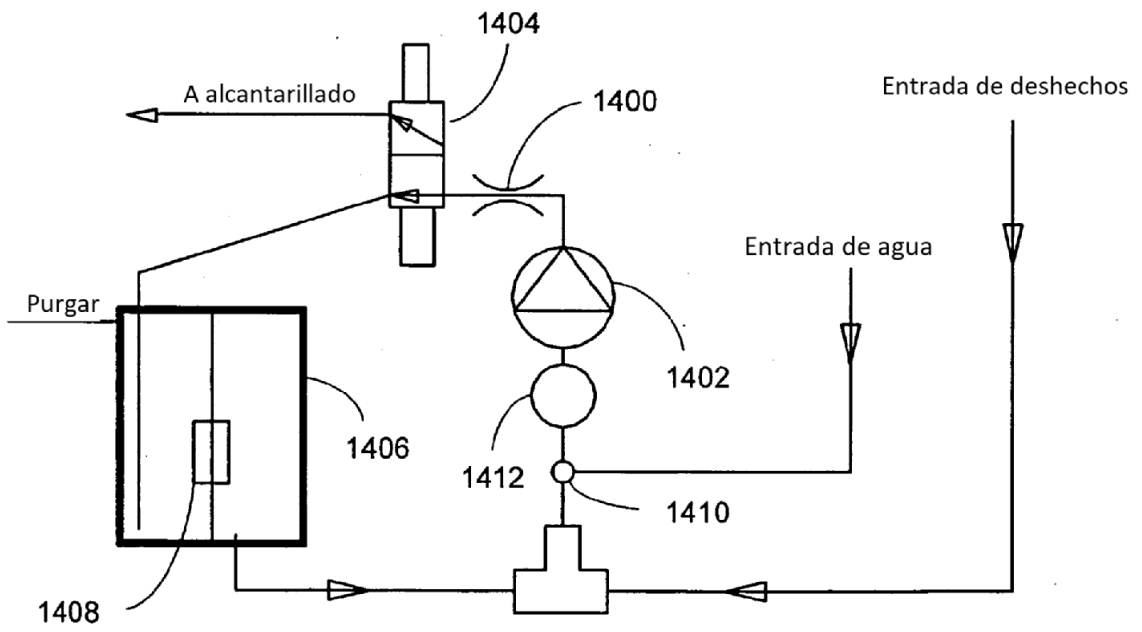 1404
A alcantarillado
1400
Entrada de deshechos
Entrada de agua
Purgar
1402
1406
1412
1410
1408